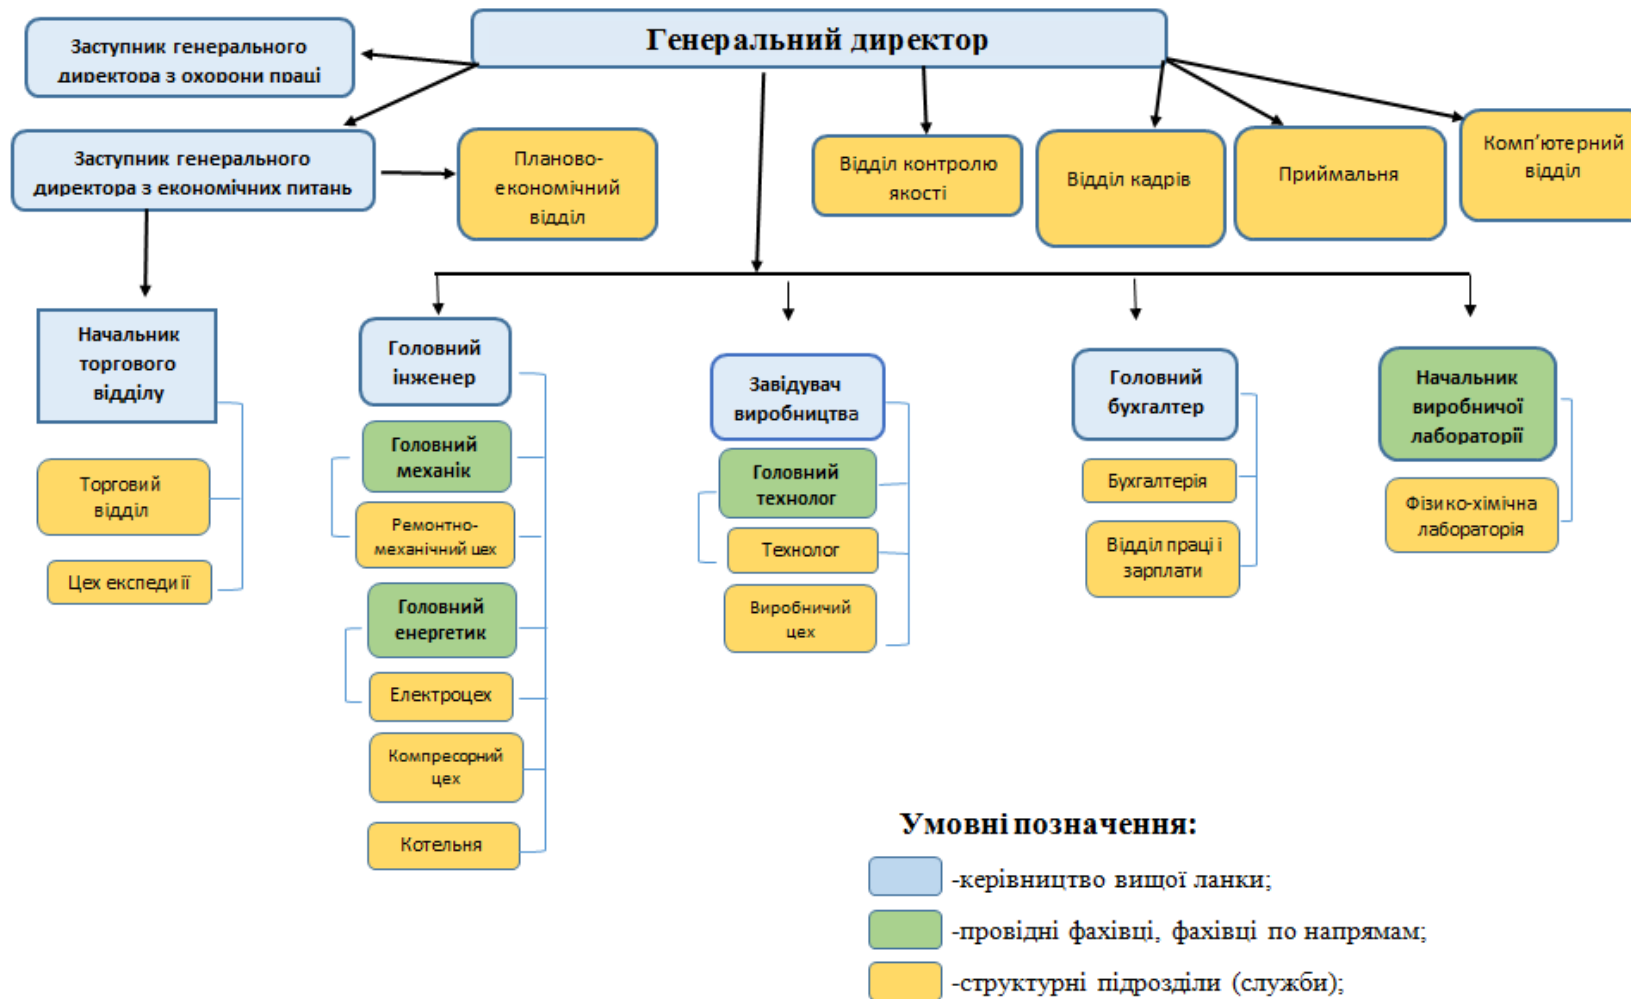 Генеральний директор
Заступник генерального
директора з охорони праці
Заступник генерального
директора з економічних питань
Планово-
економічний
відділ
Відділ контролю
якості
Відділ кадрів
Приймальня
Комп’ютерний
відділ
Начальник
торгового
відділу
Торговий
відділ
Цех експеди ії
Головний
інженер
Головний
механік
Ремонтно-
механічний цех
Головний
енергетик
Електроцех
Компресорний
цех
Котельня
Завідувач
виробництва
Головний
технолог
Технолог
Виробничий
цех
Головний
бухгалтер
Бухгалтерія
Відділ праці і
зарплати
Начальник
виробничої
лабораторії
Фізико-хімічна
лабораторія
Умовні позначення:
-керівництво вищої ланки;
-провідні фахівці, фахівці по напрямам;
-структурні підрозділи (служби);